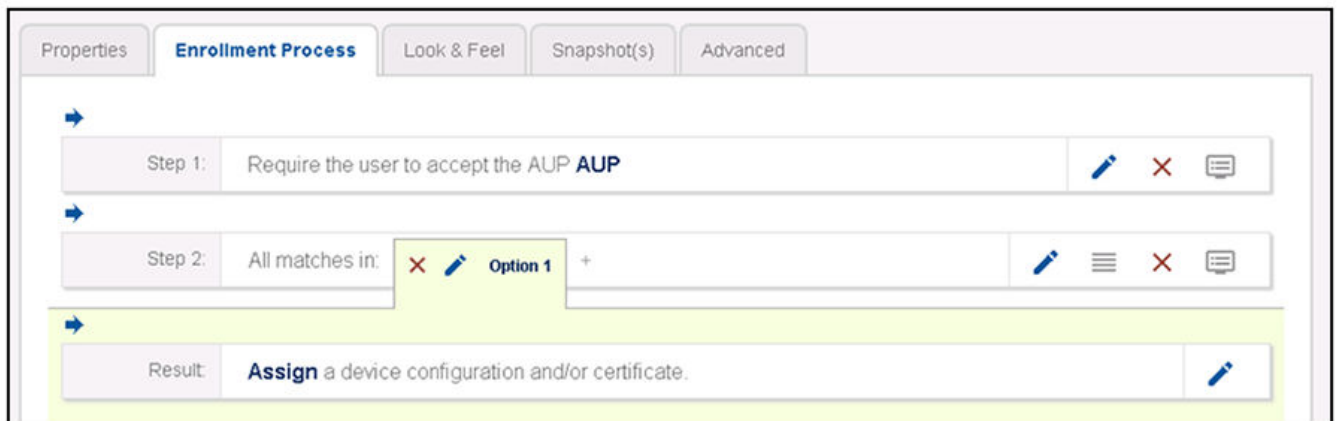 Properties Enrollment Process Look & Feel Snapshot(s) Advanced
Step 1: Require the user to accept the AUP AUP
Step 2: All matches in: Option 1 +
Result: Assign a device configuration and/or certificate.